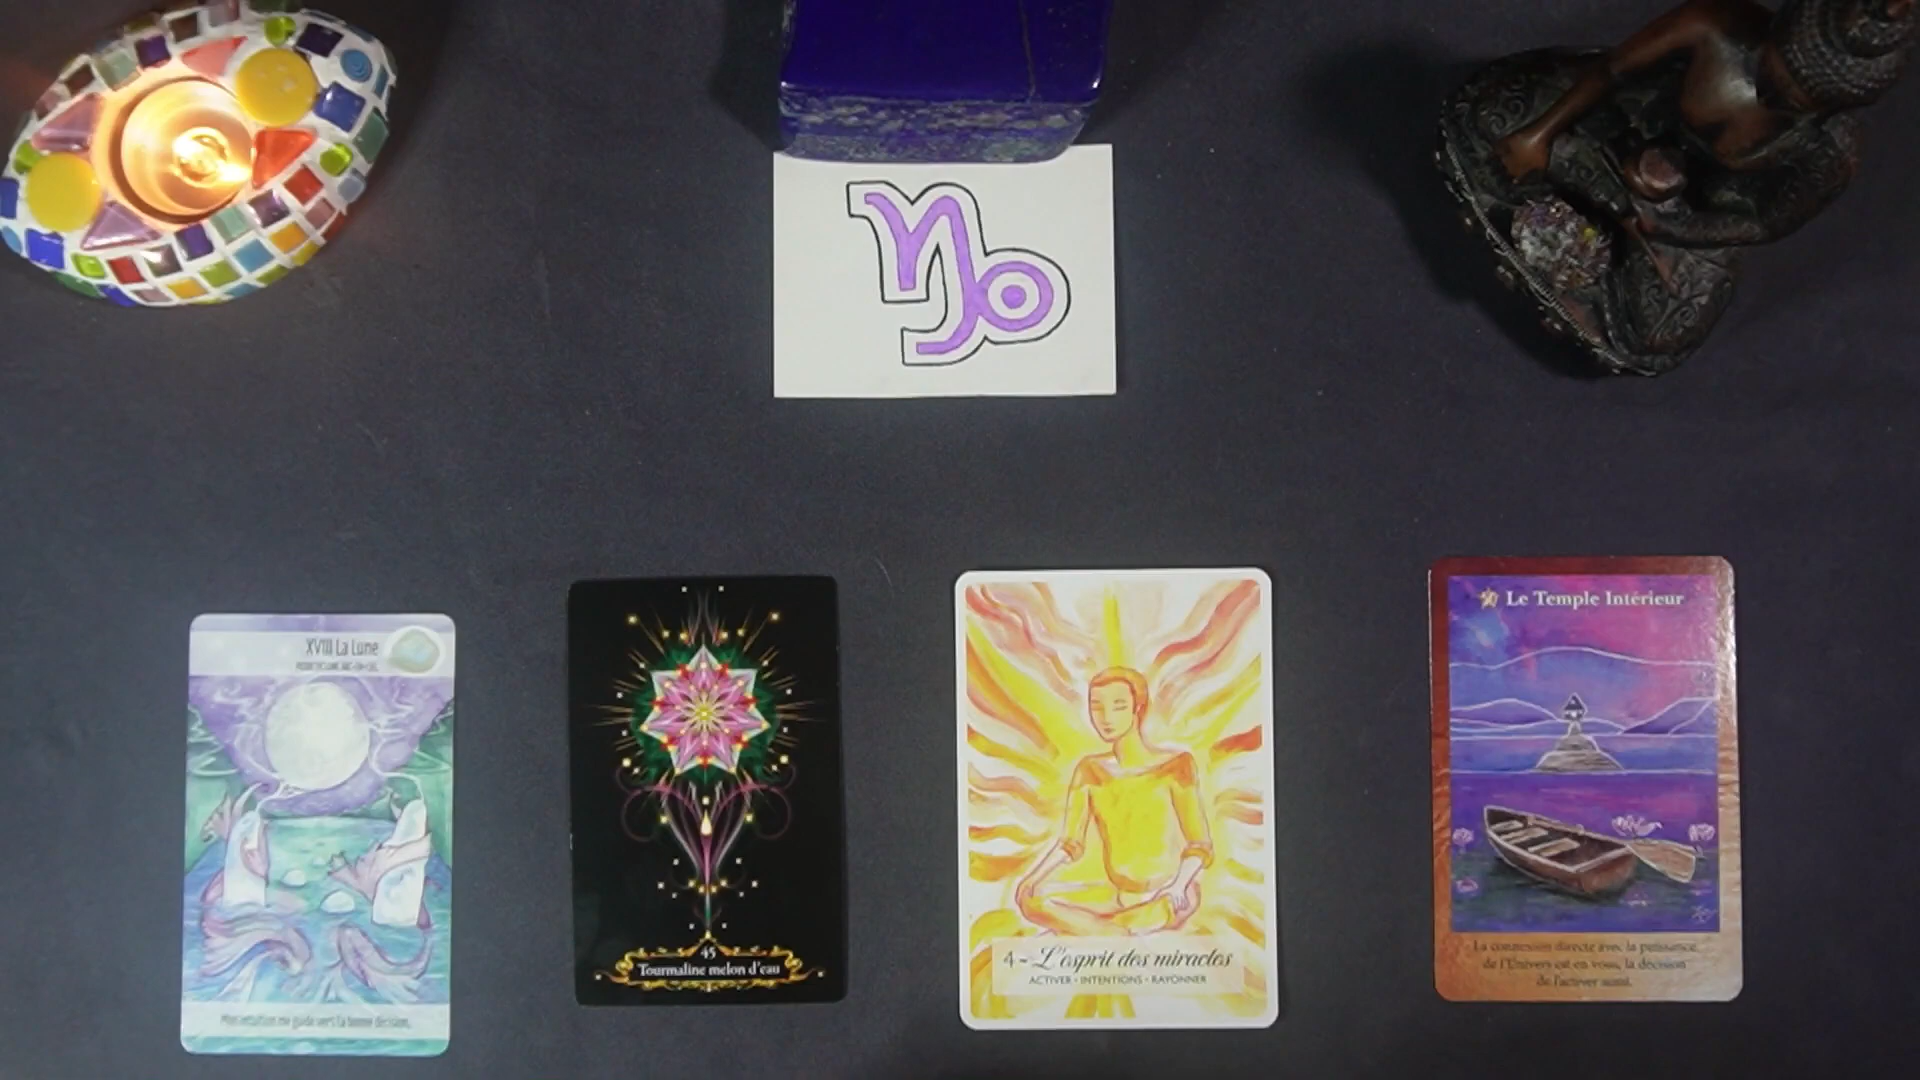 XVIII La Lune
Mon intuition me guide vers la bonne décision.
45
Tourmaline melon d'eau
4 - L'esprit des miracles
ACTIVER · INTENTIONS · RAYONNER
Le Temple Intérieur
La connexion directe avec la puissance
de l'Univers est en vous, la décision
de l'activer aussi.